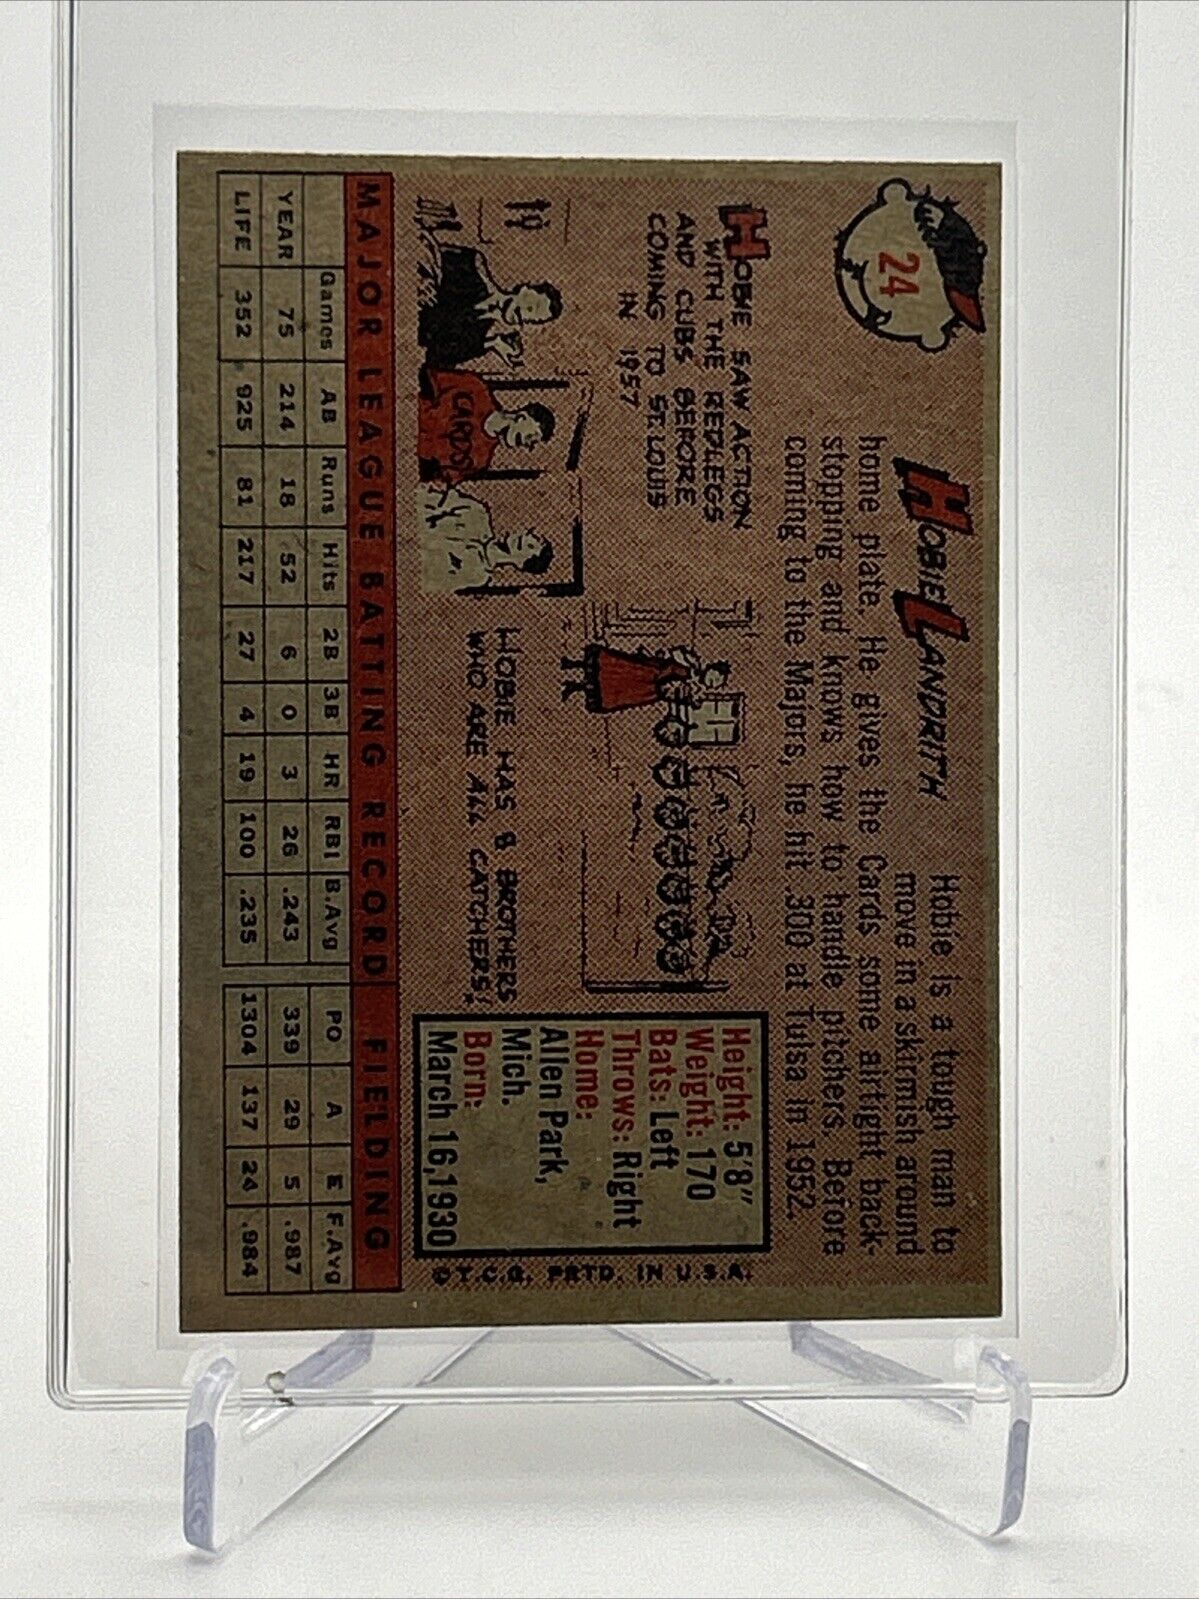 24
HOBIE LANDRITH
Hobie is a tough man to
move in a skirmish around
home plate. He gives the Cards some airtight back-
stopping and knows how to handle pitchers. Before
coming to the Majors, he hit .300 at Tulsa in 1952.
HOBIE SAW ACTION
WITH THE REDLEGS
AND CUBS BEFORE
COMING TO ST. LOUIS
IN 1957
CARDS
HOBIE HAS 8 BROTHERS
WHO ARE ALL CATCHERS!
Height: 5'8"
Weight: 170
Bats: Left
Throws: Right
Home:
Allen Park,
Mich.
Born:
March 16, 1930
© T.C.G. PRTD. IN U.S.A.
MAJOR LEAGUE BATTING RECORD FIELDING
Games AB Runs Hits 2B 3B HR RBI B.Avg PO A E F.Avg
YEAR 75 214 18 52 6 0 3 26 .243 339 29 5 .987
LIFE 352 925 81 217 27 4 19 100 .235 1304 137 24 .984